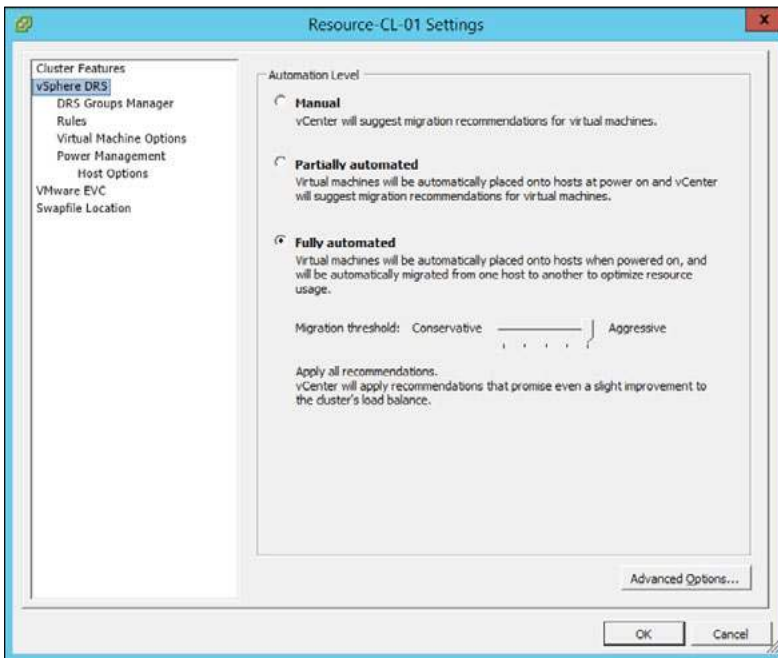 Resource-CL-01 Settings
x
Cluster Features
vSphere DRS
DRS Groups Manager
Rules
Virtual Machine Options
Power Management
Host Options
VMware EVC
Swapfile Location
Automation Level
Manual
vCenter will suggest migration recommendations for virtual machines.
Partially automated
Virtual machines will be automatically placed onto hosts at power on and vCenter
will suggest migration recommendations for virtual machines.
Fully automated
Virtual machines will be automatically placed onto hosts when powered on, and
will be automatically migrated from one host to another to optimize resource
usage.
Migration threshold: Conservative Aggressive
Apply all recommendations.
vCenter will apply recommendations that promise even a slight improvement to
the cluster's load balance.
Advanced Options...
OK Cancel